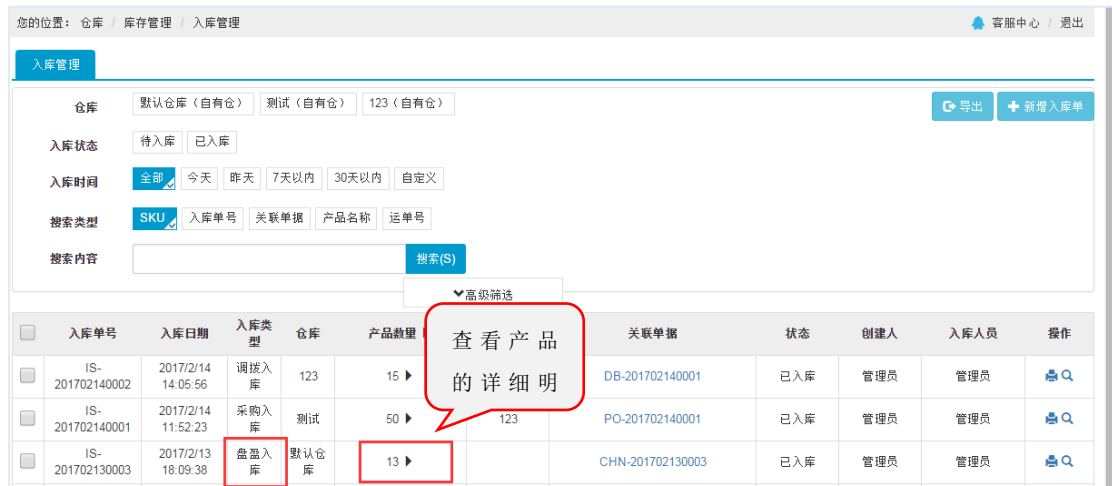 您的位置： 仓库 / 库存管理 / 入库管理
客服中心 / 退出
入库管理
仓库 默认仓库（自有仓） 测试（自有仓） 123（自有仓）
导出 新增入库单
入库状态 待入库 已入库
入库时间 全部 今天 昨天 7天以内 30天以内 自定义
搜索类型 SKU 入库单号 关联单据 产品名称 运单号
搜索内容 搜索(S)
高级筛选
查看产品
的详细明
入库单号 入库日期 入库类型 仓库 产品数量 关联单据 状态 创建人 入库人员 操作
IS-201702140002 2017/2/14 14:05:56 调拨入库 123 15 DB-201702140001 已入库 管理员 管理员
IS-201702140001 2017/2/14 11:52:23 采购入库 测试 50 123 PO-201702140001 已入库 管理员 管理员
IS-201702130003 2017/2/13 18:09:38 盘盈入库 默认仓库 13 CHN-201702130003 已入库 管理员 管理员